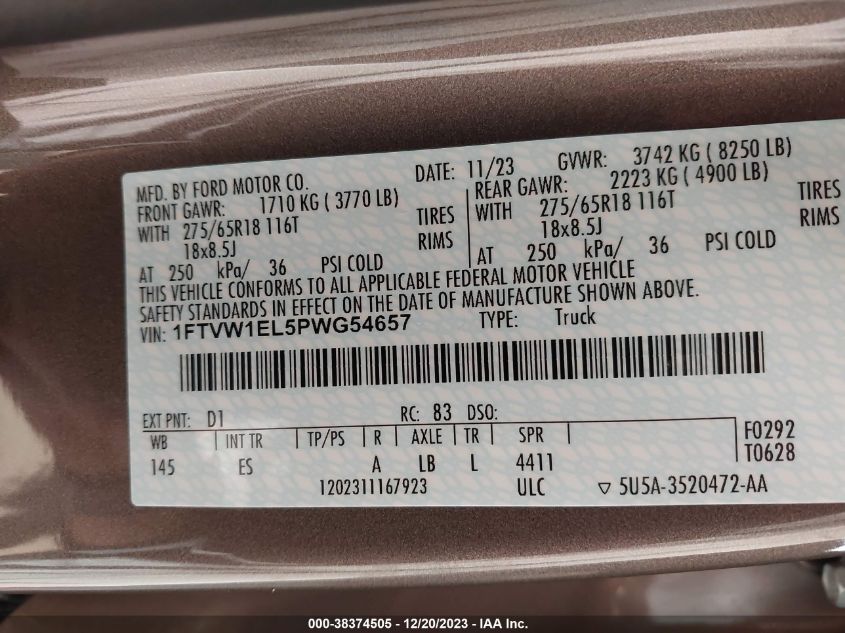 MFD. BY FORD MOTOR CO. DATE: 11/23 GVWR: 3742 KG ( 8250 LB)
FRONT GAWR: 1710 KG ( 3770 LB) REAR GAWR: 2223 KG ( 4900 LB)
WITH 275/65R18 116T TIRES WITH 275/65R18 116T TIRES
18x8.5J RIMS 18x8.5J RIMS
AT 250 kPa/ 36 PSI COLD AT 250 kPa/ 36 PSI COLD
THIS VEHICLE CONFORMS TO ALL APPLICABLE FEDERAL MOTOR VEHICLE
SAFETY STANDARDS IN EFFECT ON THE DATE OF MANUFACTURE SHOWN ABOVE.
VIN: 1FTVW1EL5PWG54657 TYPE: Truck
EXT PNT: D1 RC: 83 DSO:
WB INT TR TP/PS R AXLE TR SPR F0292
145 ES A LB L 4411 T0628
1202311167923 ULC ▽ 5U5A-3520472-AA
000-38374505 - 12/20/2023 - IAA Inc.